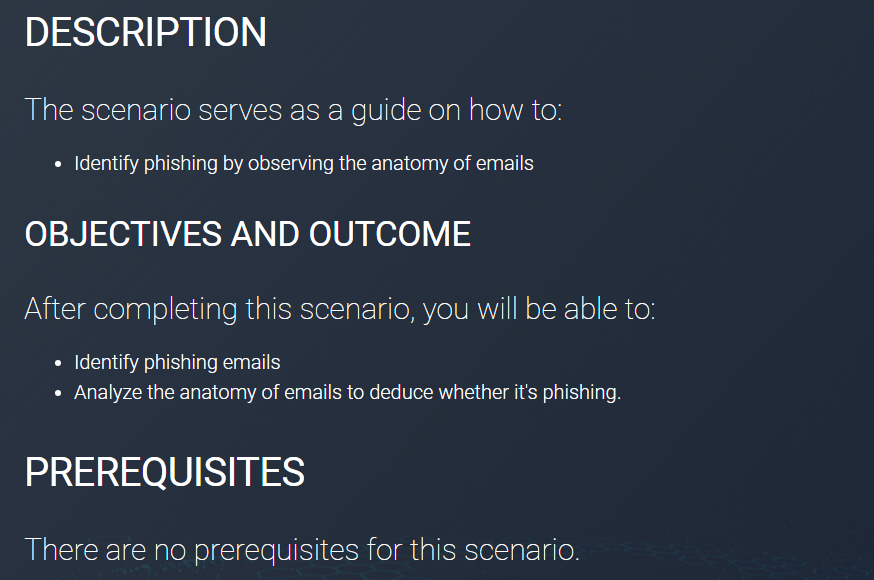 DESCRIPTION
The scenario serves as a guide on how to:
• Identify phishing by observing the anatomy of emails
OBJECTIVES AND OUTCOME
After completing this scenario, you will be able to:
• Identify phishing emails
• Analyze the anatomy of emails to deduce whether it's phishing.
PREREQUISITES
There are no prerequisites for this scenario.